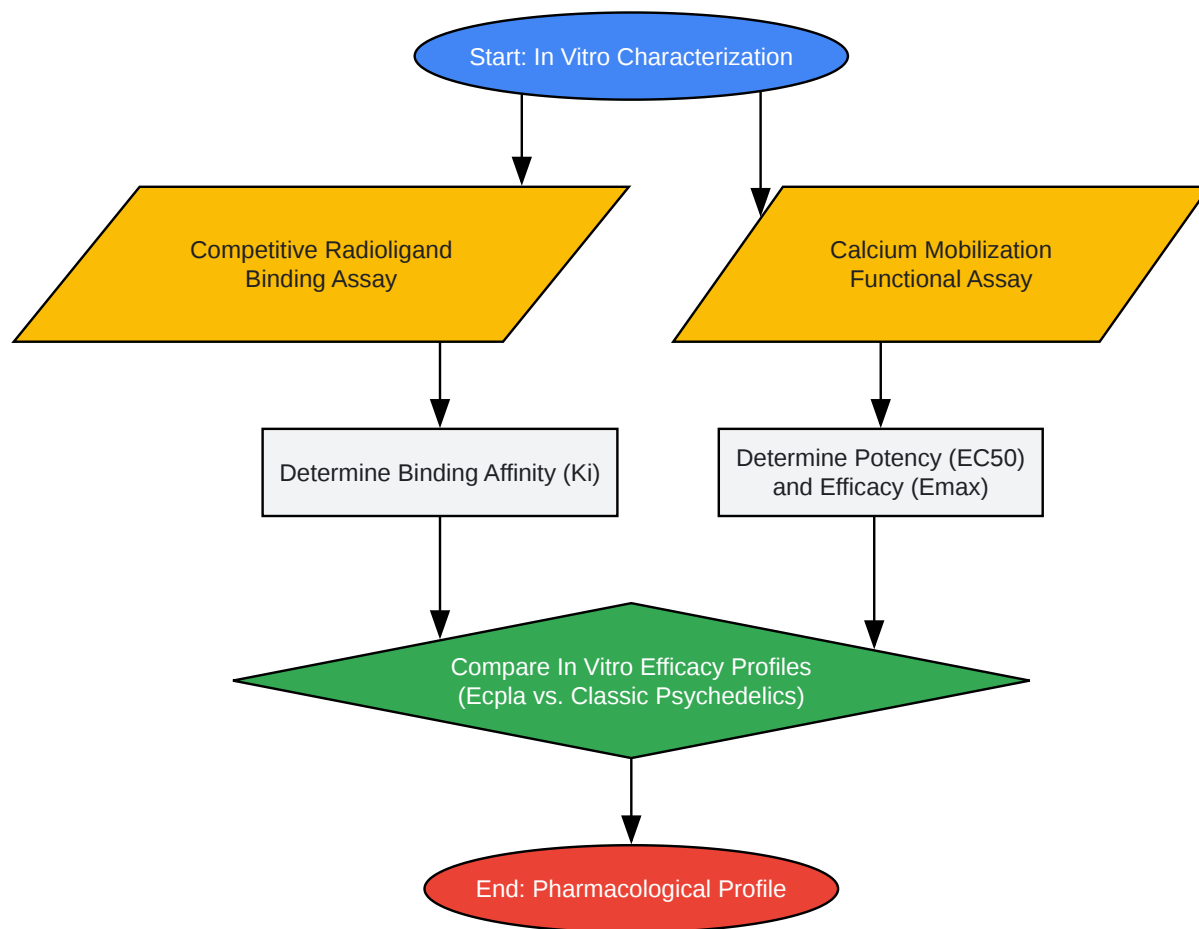 Start: In Vitro Characterization
Competitive Radioligand
Binding Assay
Calcium Mobilization
Functional Assay
Determine Binding Affinity (Ki)
Determine Potency (EC50)
and Efficacy (Emax)
Compare In Vitro Efficacy Profiles
(Ecpla vs. Classic Psychedelics)
End: Pharmacological Profile